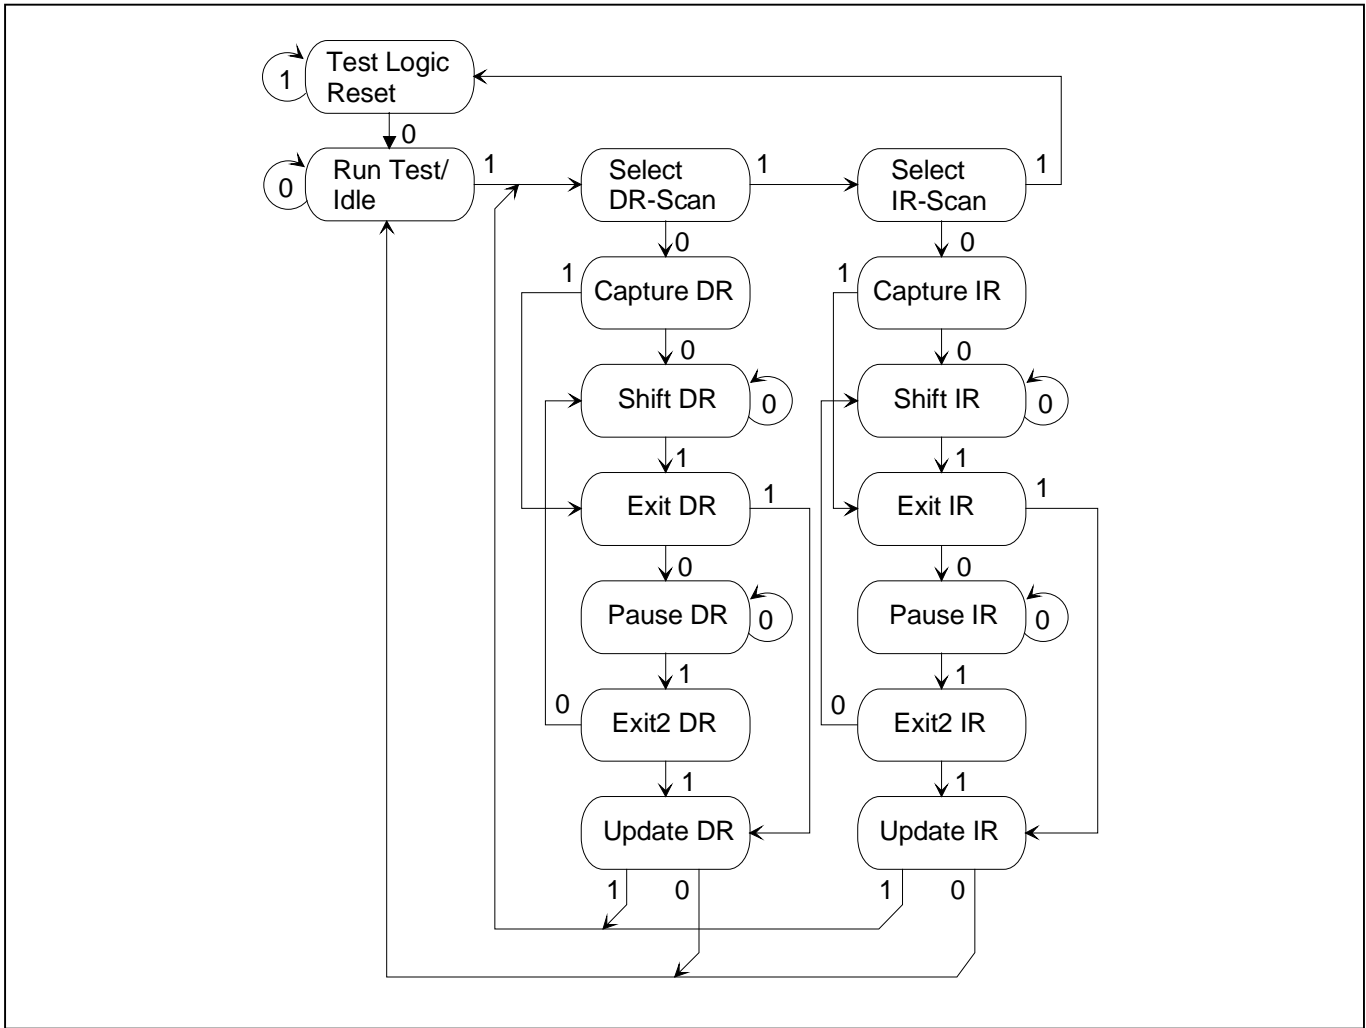 Test Logic
Reset
1
0
Run Test/
Idle
0
1
Select
DR-Scan
1
Select
IR-Scan
1
0
0
1
Capture DR
1
Capture IR
0
0
Shift DR
0
Shift IR
0
1
1
Exit DR
1
Exit IR
1
0
0
Pause DR
0
Pause IR
0
1
1
0
Exit2 DR
0
Exit2 IR
1
1
Update DR
Update IR
1
0
1
0